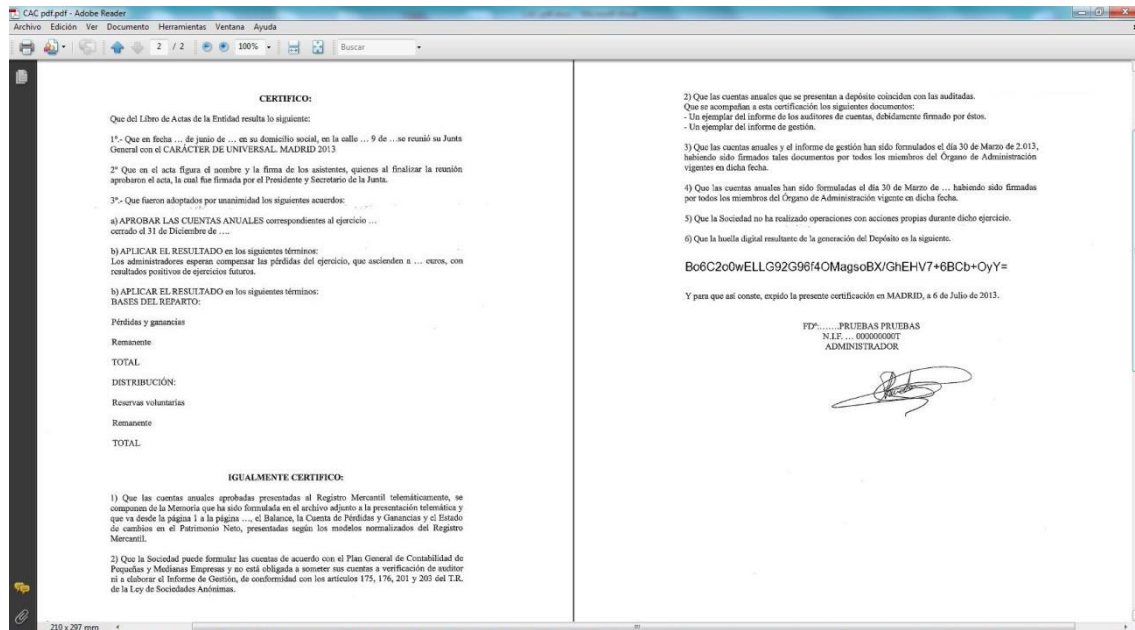 CAC pdf.pdf - Adobe Reader
Archivo Edición Ver Documento Herramientas Ventana Ayuda
2 / 2 100% Buscar
CERTIFICO:
Que del Libro de Actas de la Entidad resulta lo siguiente:
1º.- Que en fecha … de junio de … en su domicilio social, en la calle … 9 de …se reunió su Junta
General con el CARÁCTER DE UNIVERSAL. MADRID 2013
2º Que en el acta figura el nombre y la firma de los asistentes, quienes al finalizar la reunión
aprobaron el acta, la cual fue firmada por el Presidente y Secretario de la Junta.
3º.- Que fueron adoptados por unanimidad los siguientes acuerdos:
a) APROBAR LAS CUENTAS ANUALES correspondientes al ejercicio …
cerrado el 31 de Diciembre de ….
b) APLICAR EL RESULTADO en los siguientes términos:
Los administradores esperan compensar las pérdidas del ejercicio, que ascienden a … euros, con
resultados positivos de ejercicios futuros.
b) APLICAR EL RESULTADO en los siguientes términos:
BASES DEL REPARTO:
Pérdidas y ganancias
Remanente
TOTAL
DISTRIBUCIÓN:
Reservas voluntarias
Remanente
TOTAL
IGUALMENTE CERTIFICO:
1) Que las cuentas anuales aprobadas presentadas al Registro Mercantil telemáticamente, se
componen de la Memoria que ha sido formulada en el archivo adjunto a la presentación telemática y
que va desde la página 1 a la página …, el Balance, la Cuenta de Pérdidas y Ganancias y el Estado
de cambios en el Patrimonio Neto, presentadas según los modelos normalizados del Registro
Mercantil.
2) Que la Sociedad puede formular las cuentas de acuerdo con el Plan General de Contabilidad de
Pequeñas y Medianas Empresas y no está obligada a someter sus cuentas a verificación de auditor
ni a elaborar el Informe de Gestión, de conformidad con los artículos 175, 176, 201 y 203 del T.R.
de la Ley de Sociedades Anónimas.
2) Que las cuentas anuales que se presentan a depósito coinciden con las auditadas.
Que se acompañan a esta certificación los siguientes documentos:
- Un ejemplar del informe de los auditores de cuentas, debidamente firmado por éstos.
- Un ejemplar del informe de gestión.
3) Que las cuentas anuales y el informe de gestión han sido formulados el día 30 de Marzo de 2.013,
habiendo sido firmados tales documentos por todos los miembros del Órgano de Administración
vigentes en dicha fecha.
4) Que las cuentas anuales han sido formuladas el día 30 de Marzo de … habiendo sido firmadas
por todos los miembros del Órgano de Administración vigente en dicha fecha.
5) Que la Sociedad no ha realizado operaciones con acciones propias durante dicho ejercicio.
6) Que la huella digital resultante de la generación del Depósito es la siguiente.
Bo6C2o0wELLG92G96f4OMagsoBX/GhEHV7+6BCb+OyY=
Y para que así conste, expido la presente certificación en MADRID, a 6 de Julio de 2013.
FDº:.......PRUEBAS PRUEBAS
N.I.F. … 000000000T
ADMINISTRADOR
210 x 297 mm